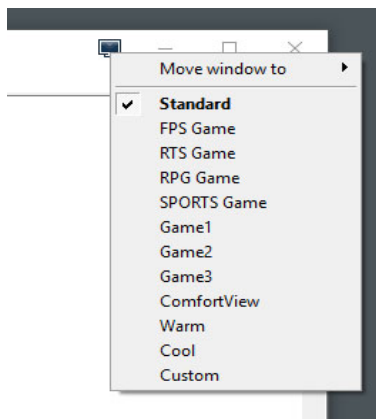 Move window to
Standard
FPS Game
RTS Game
RPG Game
SPORTS Game
Game1
Game2
Game3
ComfortView
Warm
Cool
Custom